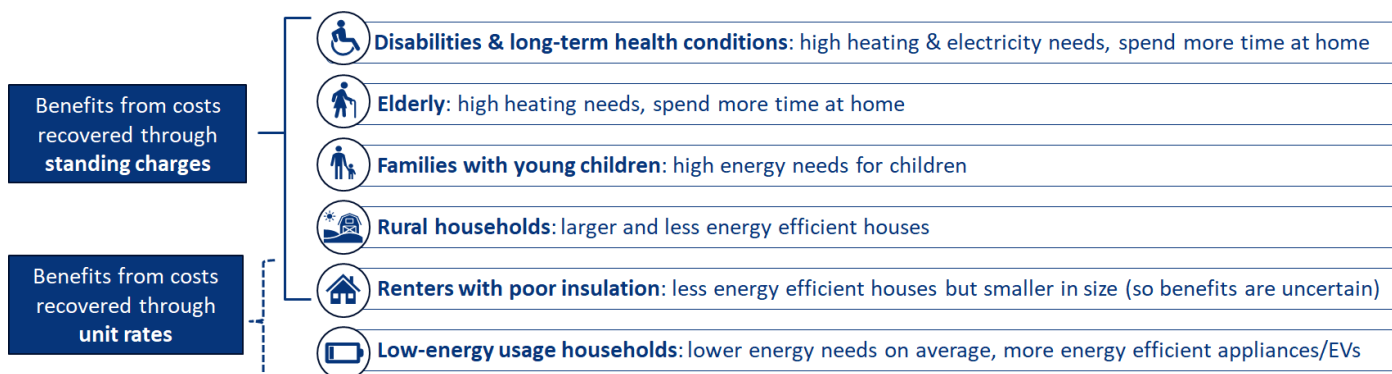 Benefits from costs
recovered through
standing charges
Disabilities & long-term health conditions: high heating & electricity needs, spend more time at home
Elderly: high heating needs, spend more time at home
Families with young children: high energy needs for children
Rural households: larger and less energy efficient houses
Benefits from costs
recovered through
unit rates
Renters with poor insulation: less energy efficient houses but smaller in size (so benefits are uncertain)
Low-energy usage households: lower energy needs on average, more energy efficient appliances/EVs